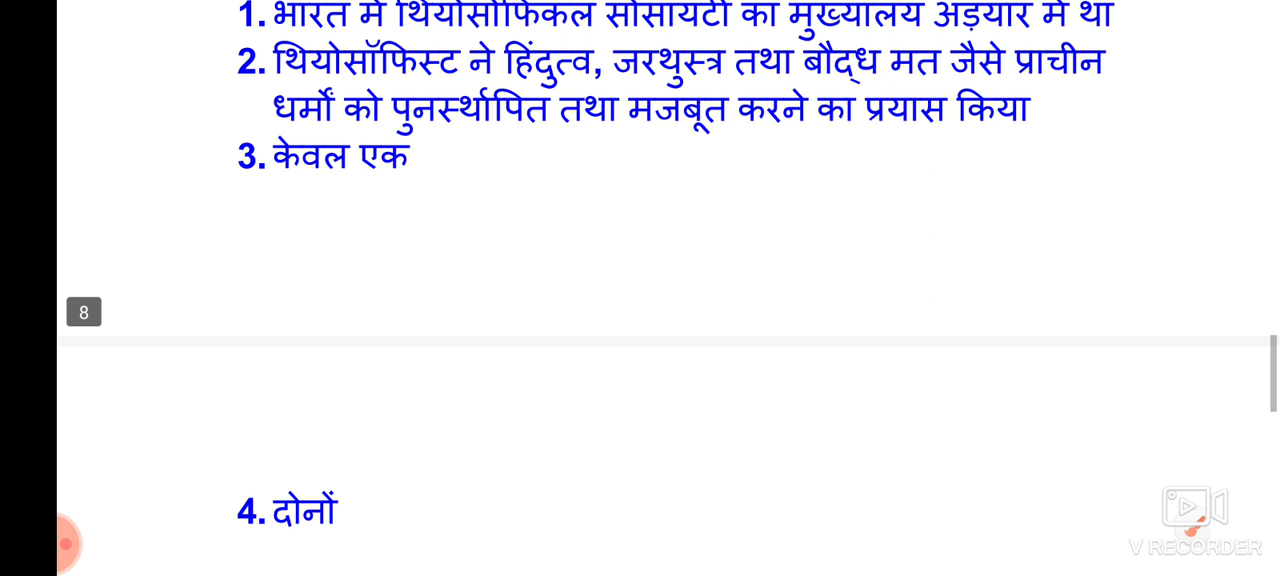 1. भारत में थियोसोफिकल सोसायटी का मुख्यालय अड़यार में था
2. थियोसॉफिस्ट ने हिंदुत्व, जरथुस्त्र तथा बौद्ध मत जैसे प्राचीन
धर्मों को पुनर्स्थापित तथा मजबूत करने का प्रयास किया
3. केवल एक
8
4. दोनों
V RECORDER